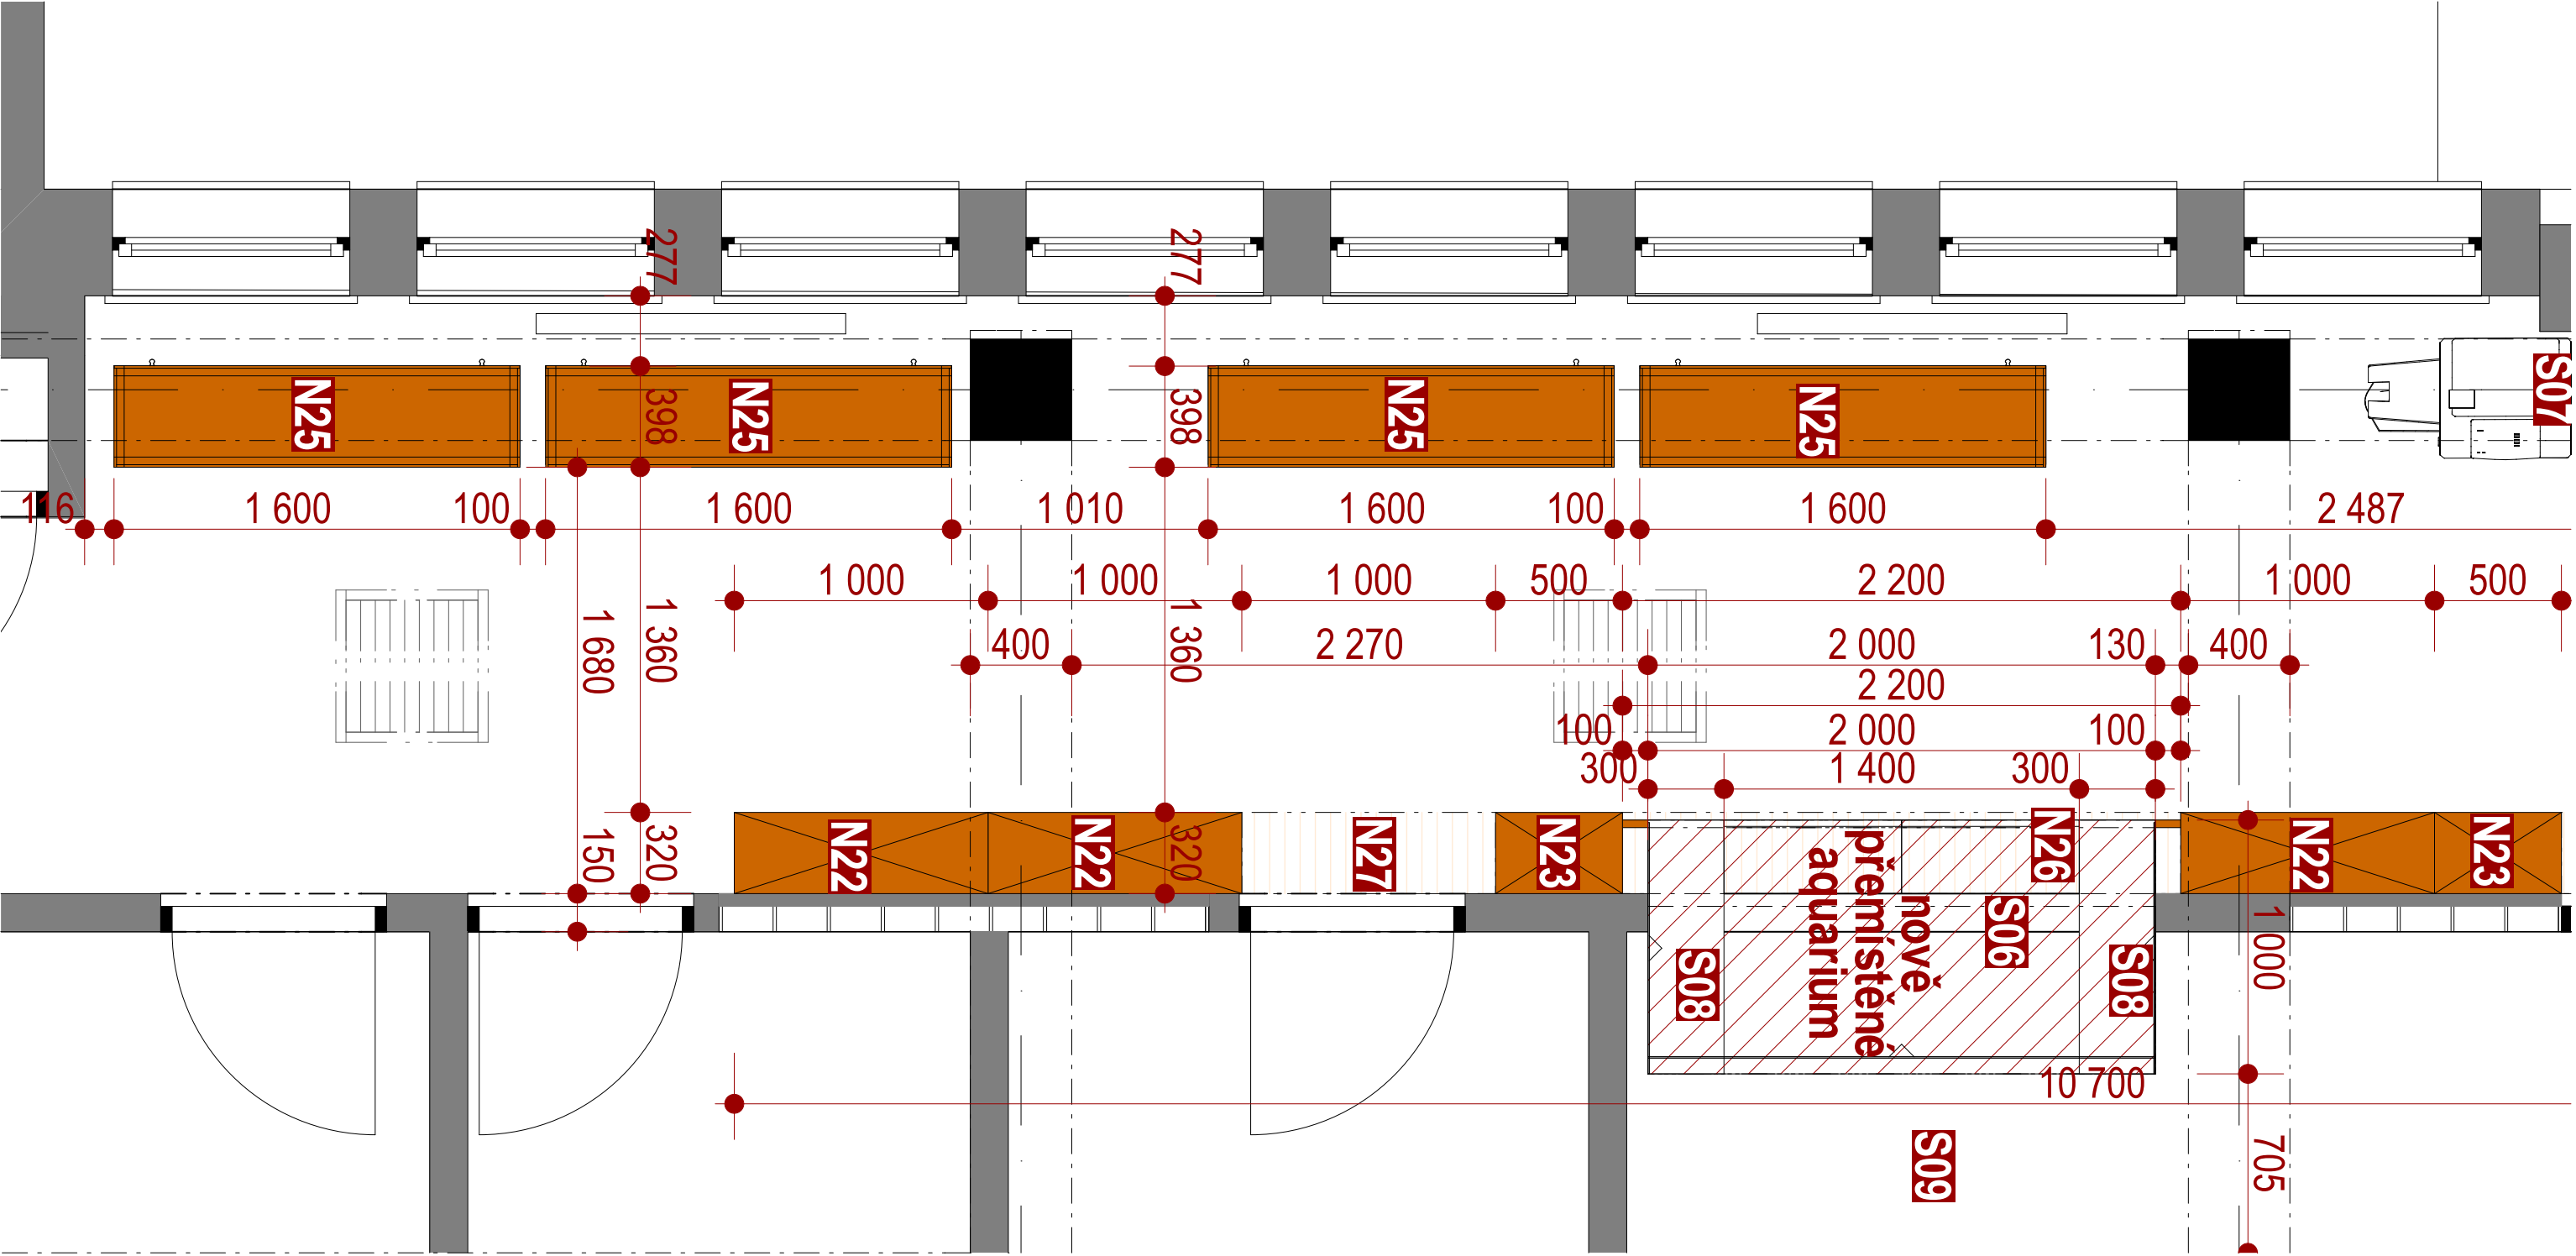 277
277
N25
N25
398
398
N25
N25
S07
116
1 600
100
1 600
1 010
1 600
100
1 600
2 487
1 000
1 000
1 000
500
2 200
1 000
500
1 680
1 360
1 360
400
2 270
2 000
130
400
2 200
100
2 000
100
300
1 400
300
150
320
N22
N22
320
N27
N23
N26
N22
N23
nově
přemístěné
aquarium
S06
S08
S08
1 000
10 700
S09
705